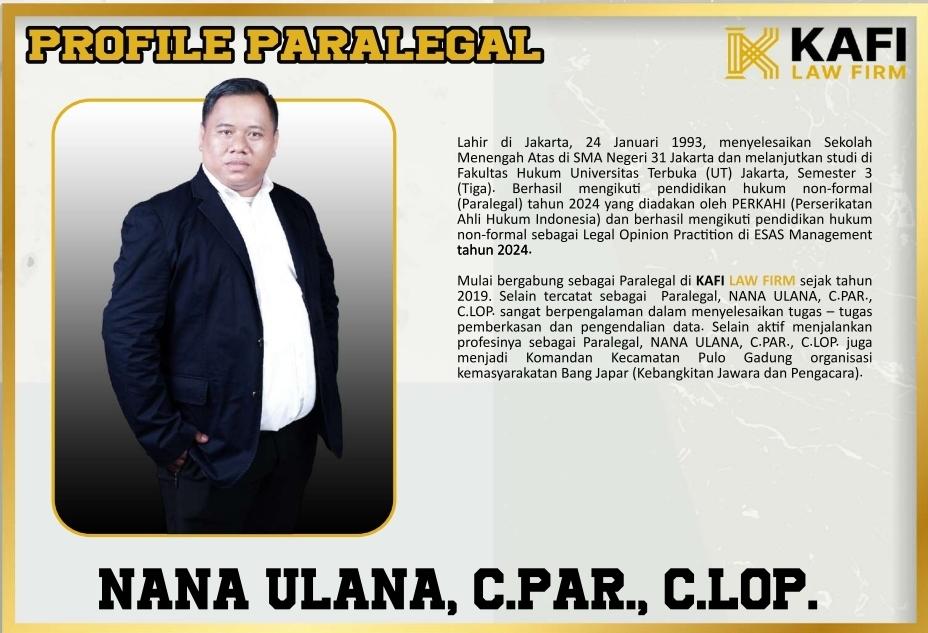 PROFILE PARALEGAL
KAFI
LAW FIRM
Lahir di Jakarta, 24 Januari 1993, menyelesaikan Sekolah
Menengah Atas di SMA Negeri 31 Jakarta dan melanjutkan studi di
Fakultas Hukum Universitas Terbuka (UT) Jakarta, Semester 3
(Tiga). Berhasil mengikuti pendidikan hukum non-formal
(Paralegal) tahun 2024 yang diadakan oleh PERKAHI (Perserikatan
Ahli Hukum Indonesia) dan berhasil mengikuti pendidikan hukum
non-formal sebagai Legal Opinion Practition di ESAS Management
tahun 2024.
Mulai bergabung sebagai Paralegal di KAFI LAW FIRM sejak tahun
2019. Selain tercatat sebagai Paralegal, NANA ULANA, C.PAR.,
C.LOP. sangat berpengalaman dalam menyelesaikan tugas – tugas
pemberkasan dan pengendalian data. Selain aktif menjalankan
profesinya sebagai Paralegal, NANA ULANA, C.PAR., C.LOP. juga
menjadi Komandan Kecamatan Pulo Gadung organisasi
kemasyarakatan Bang Japar (Kebangkitan Jawara dan Pengacara).
NANA ULANA, C.PAR., C.LOP.